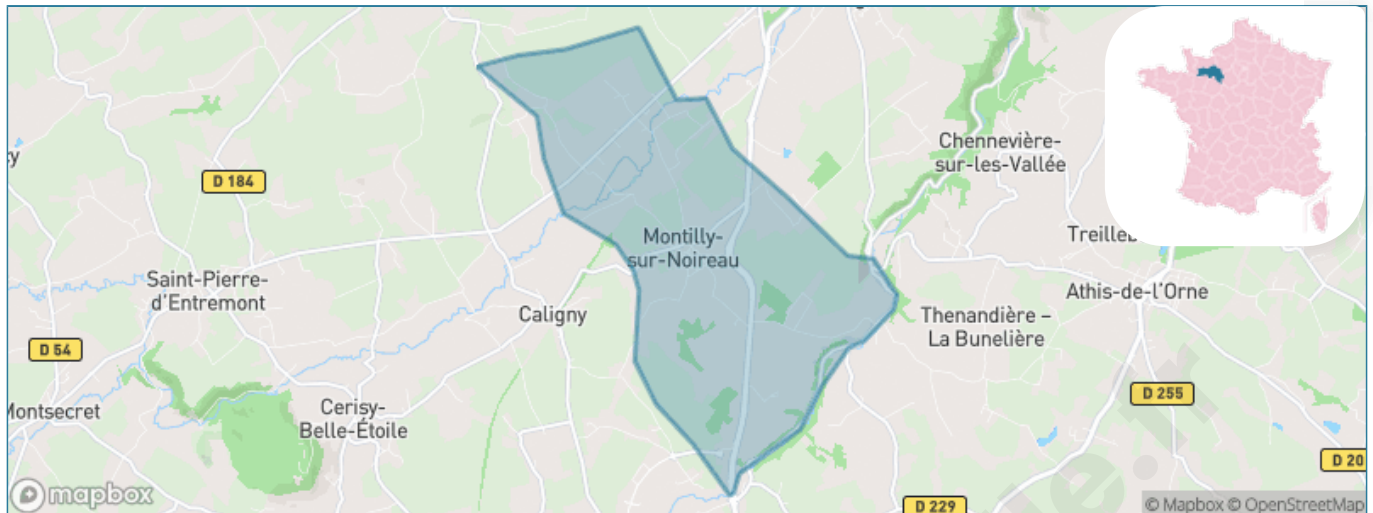 Chennevière-
sur-les-Vallée
D 184
Treilleb
Montilly-
sur-Noireau
Saint-Pierre-
d'Entremont
Athis-de-l'Orne
Caligny
Thenandière –
La Bunelière
D 54
D 255
Montsecret
Cerisy-
Belle-Étoile
D 20
mapbox
D 229
© Mapbox © OpenStreetMap